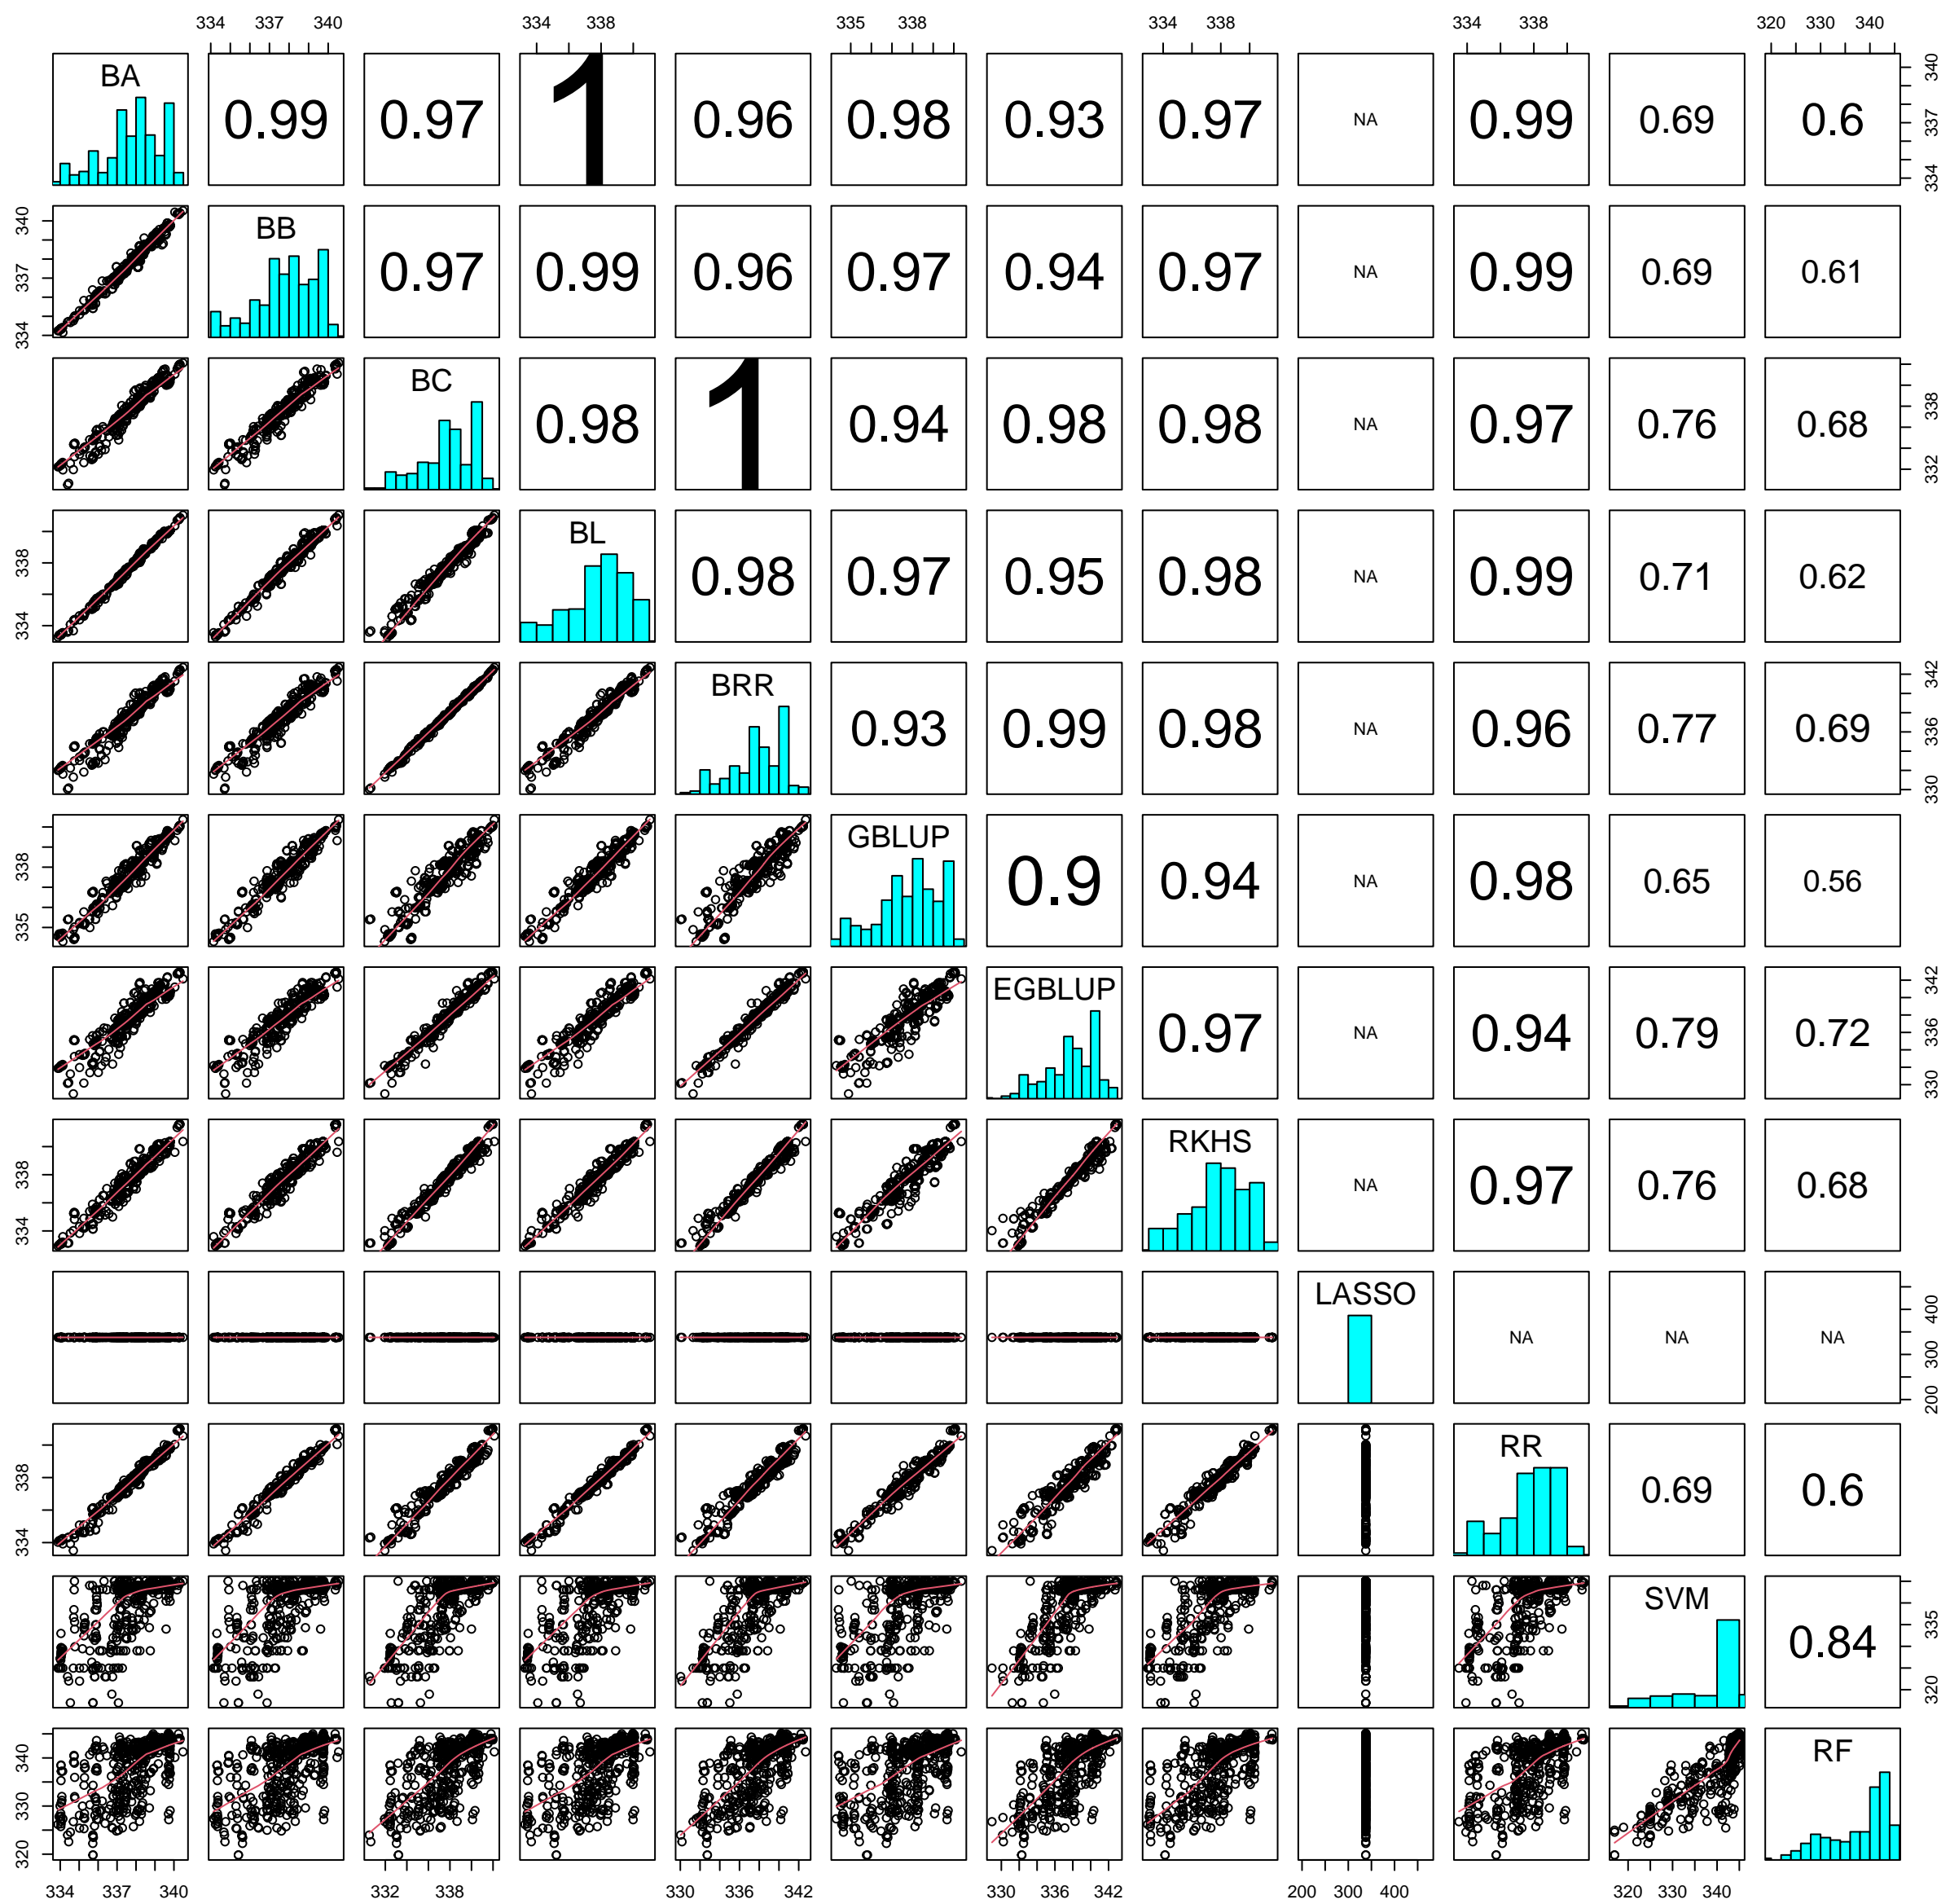 334 337 340 334 338 335 338 334 338 334 338 320 330 340
BA 0.99 0.97 1 0.96 0.98 0.93 0.97 NA 0.99 0.69 0.6 334 337 340
334 337 340 BB 0.97 0.99 0.96 0.97 0.94 0.97 NA 0.99 0.69 0.61
BC 0.98 1 0.94 0.98 0.98 NA 0.97 0.76 0.68 332 338
334 338 BL 0.98 0.97 0.95 0.98 NA 0.99 0.71 0.62
BRR 0.93 0.99 0.98 NA 0.96 0.77 0.69 330 336 342
335 338 GBLUP 0.9 0.94 NA 0.98 0.65 0.56
EGBLUP 0.97 NA 0.94 0.79 0.72 330 336 342
334 338 RKHS NA 0.97 0.76 0.68
LASSO NA NA NA 200 300 400
334 338 RR 0.69 0.6
SVM 0.84 320 335
320 330 340 RF
334 337 340 332 338 330 336 342 330 336 342 200 300 400 320 330 340